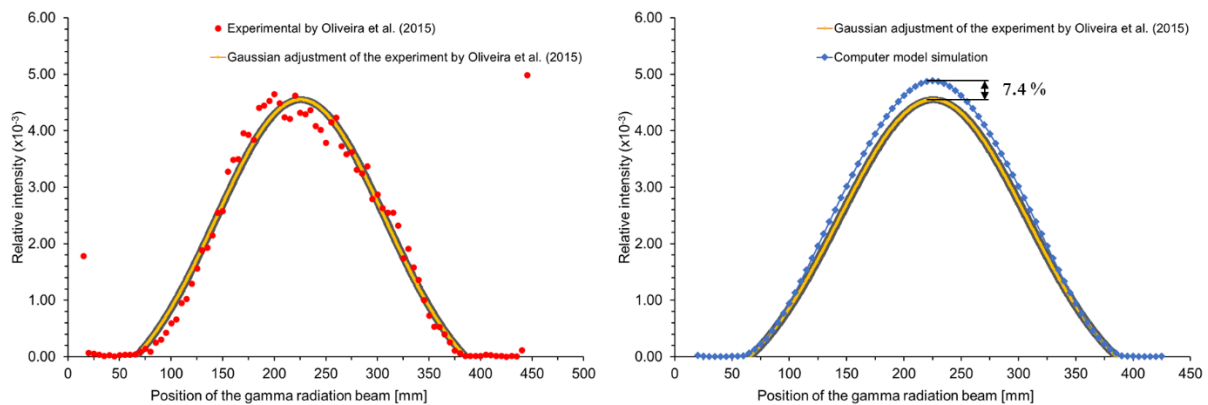 6.00
5.00
4.00
3.00
2.00
1.00
0.00
Relative intensity (x10⁻³)
Experimental by Oliveira et al. (2015)
Gaussian adjustment of the experiment by Oliveira et al. (2015)
0 50 100 150 200 250 300 350 400 450 500
Position of the gamma radiation beam [mm]
6.00
5.00
4.00
3.00
2.00
1.00
0.00
Relative intensity (x10⁻³)
Gaussian adjustment of the experiment by Oliveira et al. (2015)
Computer model simulation
7.4 %
0 50 100 150 200 250 300 350 400 450
Position of the gamma radiation beam [mm]